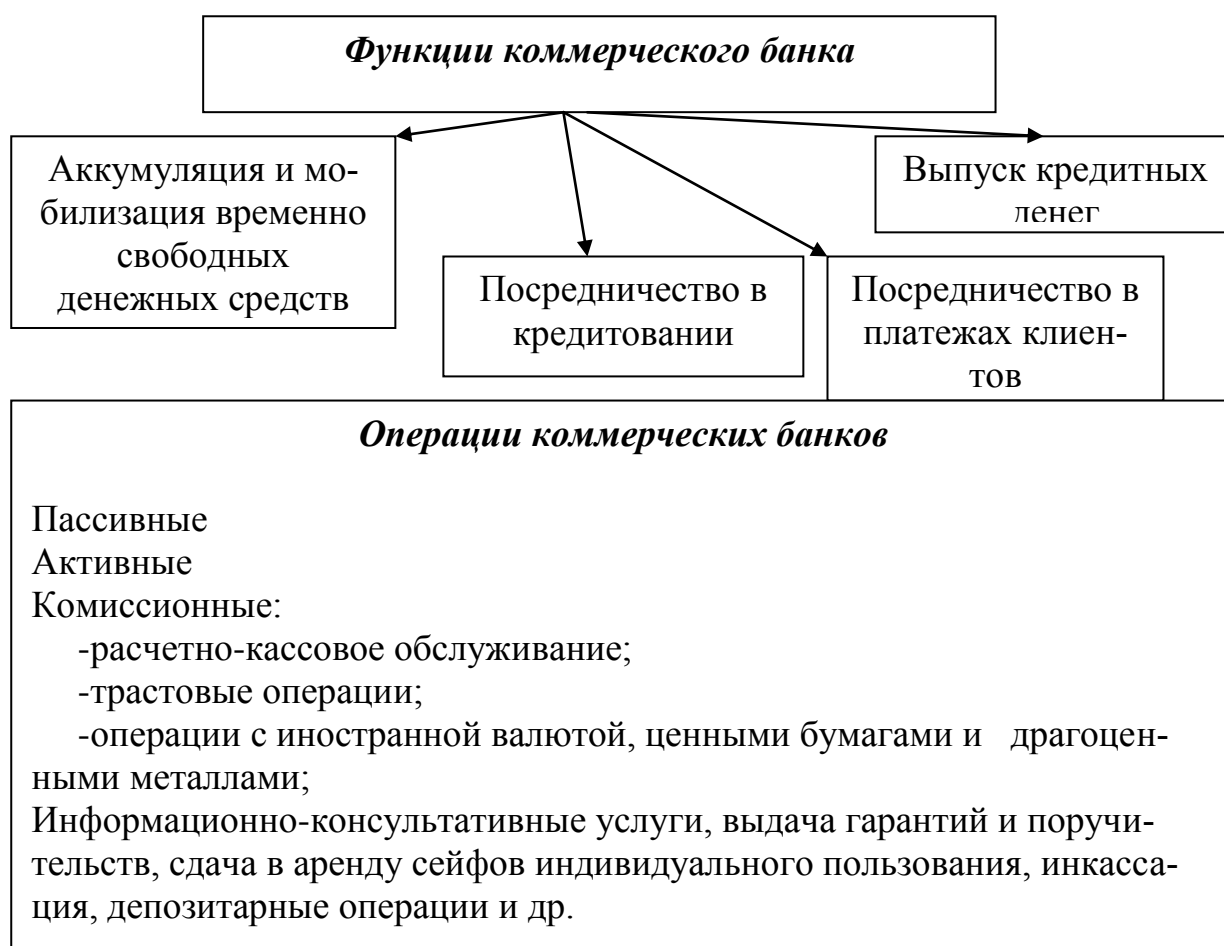 Функции коммерческого банка
Аккумуляция и мо-
билизация временно
свободных
денежных средств
Выпуск кредитных
денег
Посредничество в
кредитовании
Посредничество в
платежах клиен-
тов
Операции коммерческих банков
Пассивные
Активные
Комиссионные:
-расчетно-кассовое обслуживание;
-трастовые операции;
-операции с иностранной валютой, ценными бумагами и драгоцен-
ными металлами;
Информационно-консультативные услуги, выдача гарантий и поручи-
тельств, сдача в аренду сейфов индивидуального пользования, инкасса-
ция, депозитарные операции и др.